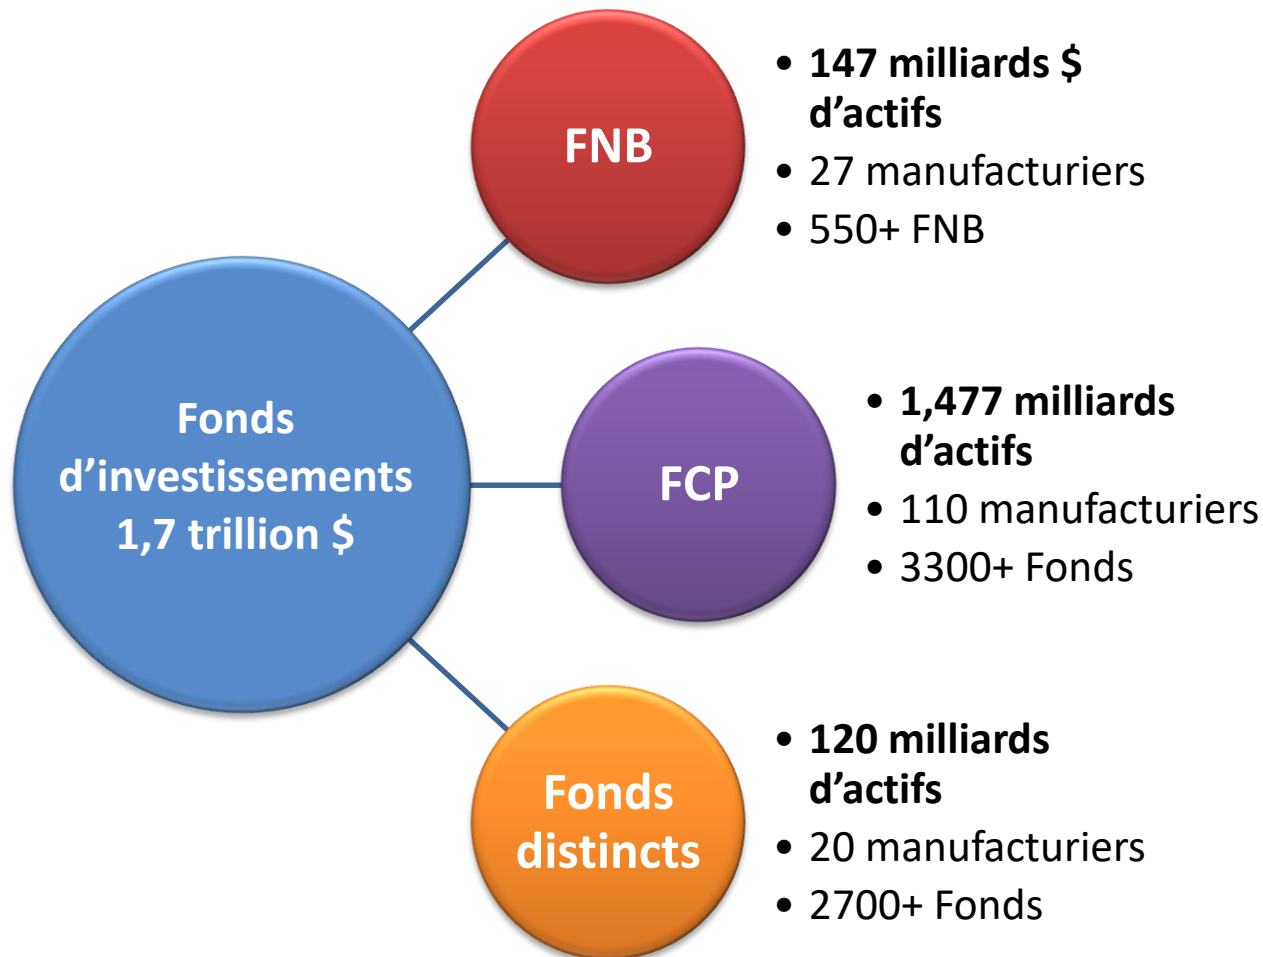 Fonds
d’investissements
1,7 trillion $
FNB
• 147 milliards $
d’actifs
• 27 manufacturiers
• 550+ FNB
FCP
• 1,477 milliards
d’actifs
• 110 manufacturiers
• 3300+ Fonds
Fonds
distincts
• 120 milliards
d’actifs
• 20 manufacturiers
• 2700+ Fonds